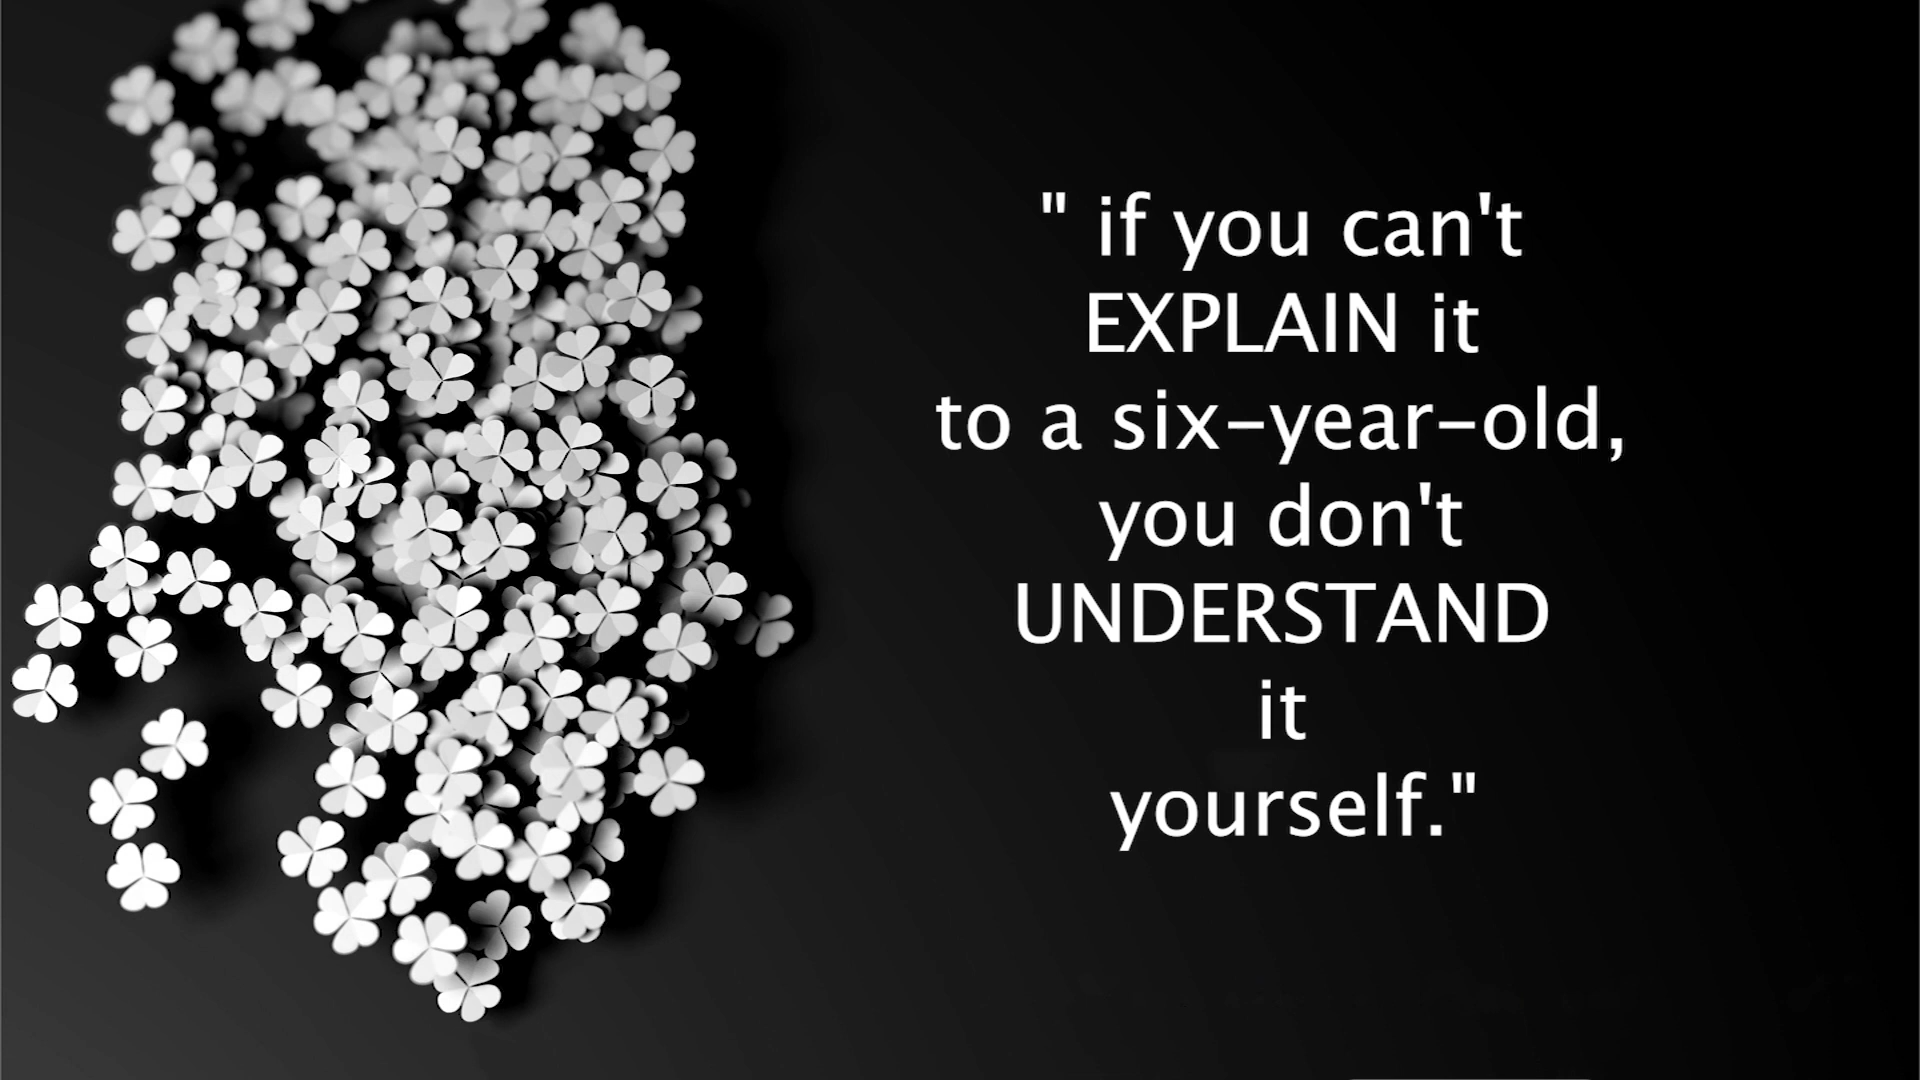 " if you can't
EXPLAIN it
to a six-year-old,
you don't
UNDERSTAND
it
yourself."